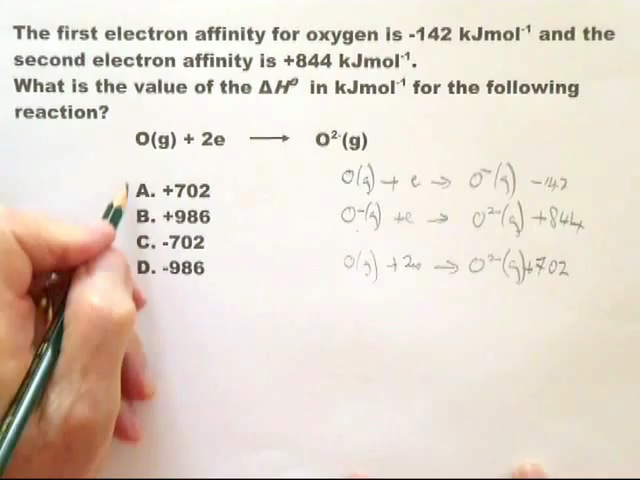 The first electron affinity for oxygen is -142 kJmol⁻¹ and the
second electron affinity is +844 kJmol⁻¹.
What is the value of the ΔHº in kJmol⁻¹ for the following
reaction?
O(g) + 2e ⟶ O²⁻(g)
A. +702
B. +986
C. -702
D. -986
O(g) + e → O⁻(g) -142
O⁻(g) + e → O²⁻(g) +844
O(g) + 2e → O²⁻(g) +702